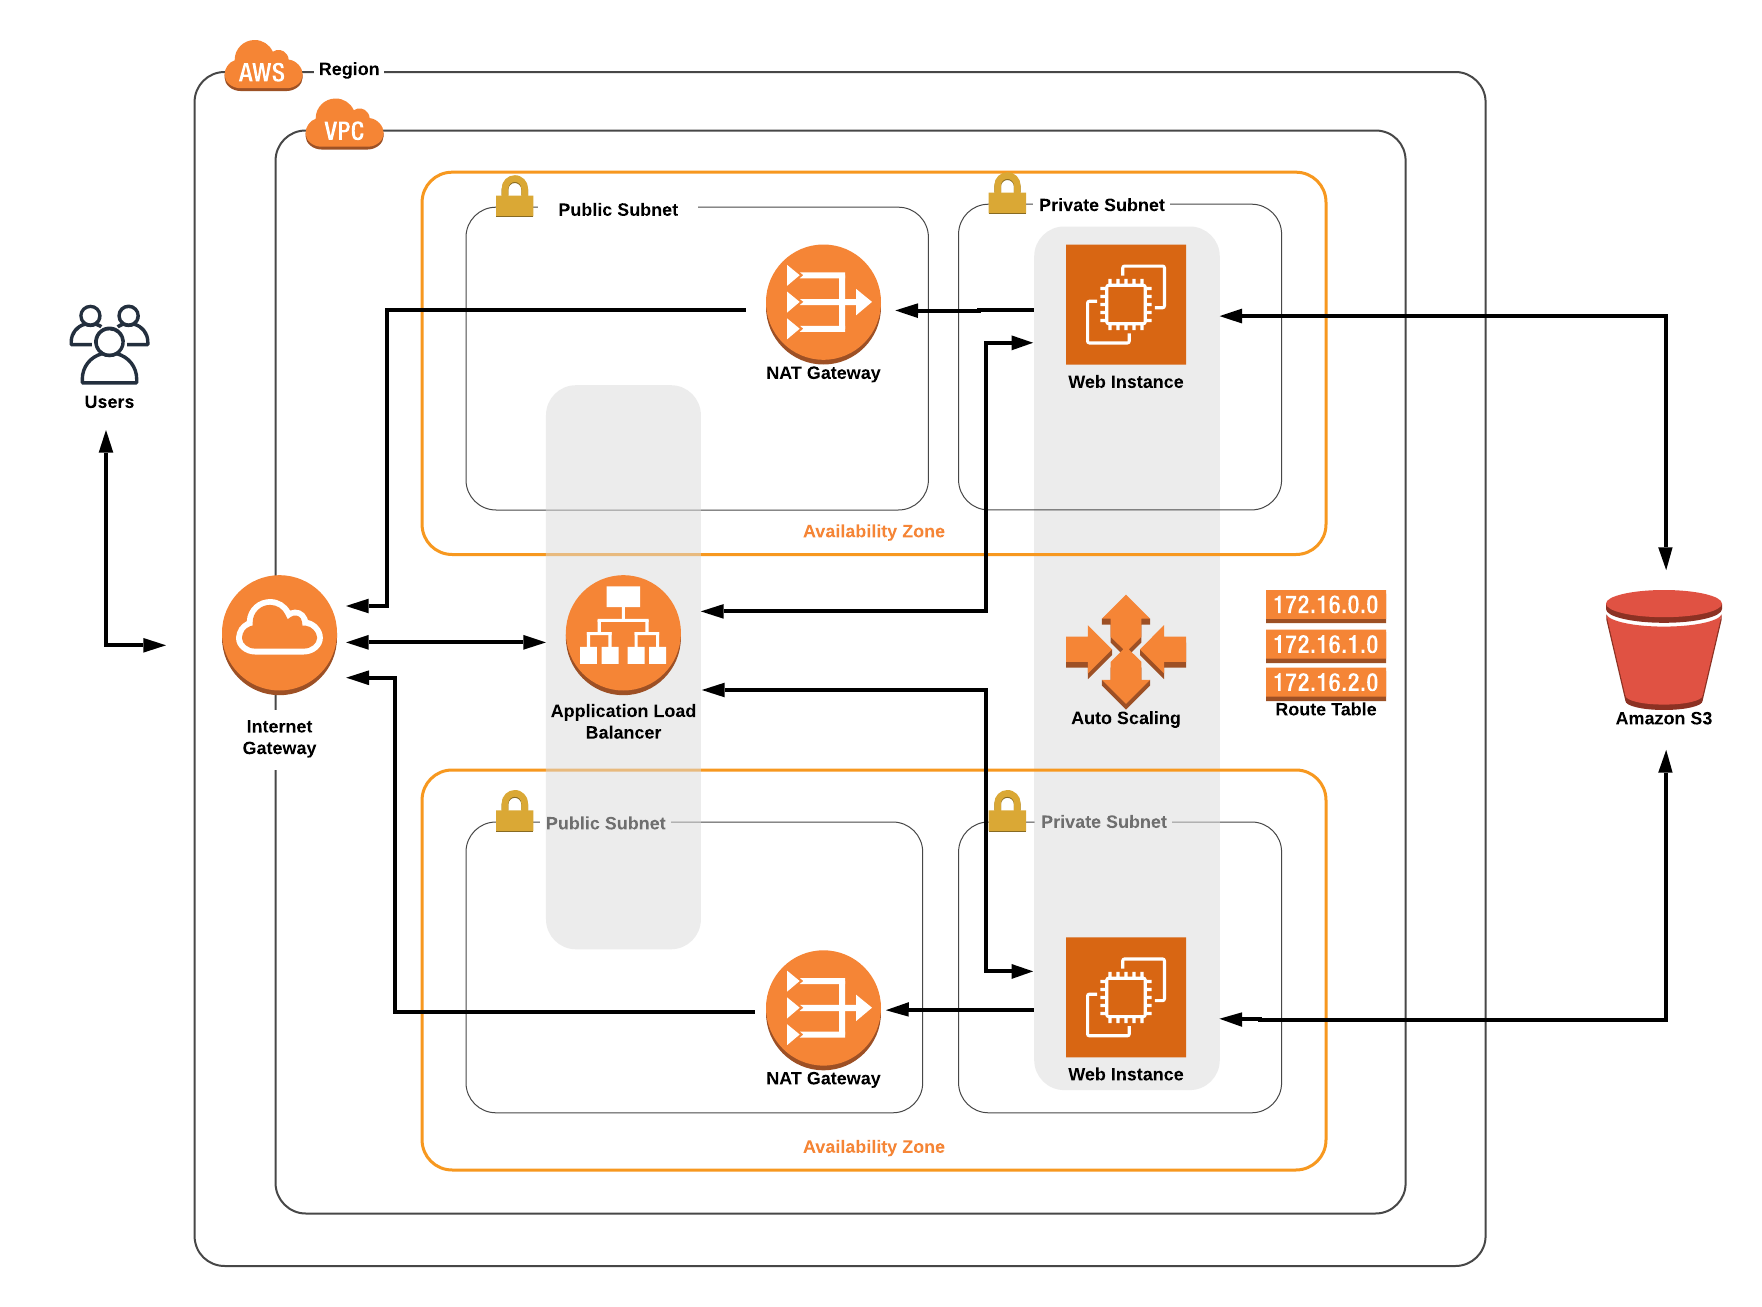 AWS
Region
VPC
Public Subnet
Private Subnet
NAT Gateway
Web Instance
Users
Availability Zone
172.16.0.0
172.16.1.0
172.16.2.0
Route Table
Internet
Gateway
Application Load
Balancer
Auto Scaling
Amazon S3
Public Subnet
Private Subnet
NAT Gateway
Web Instance
Availability Zone